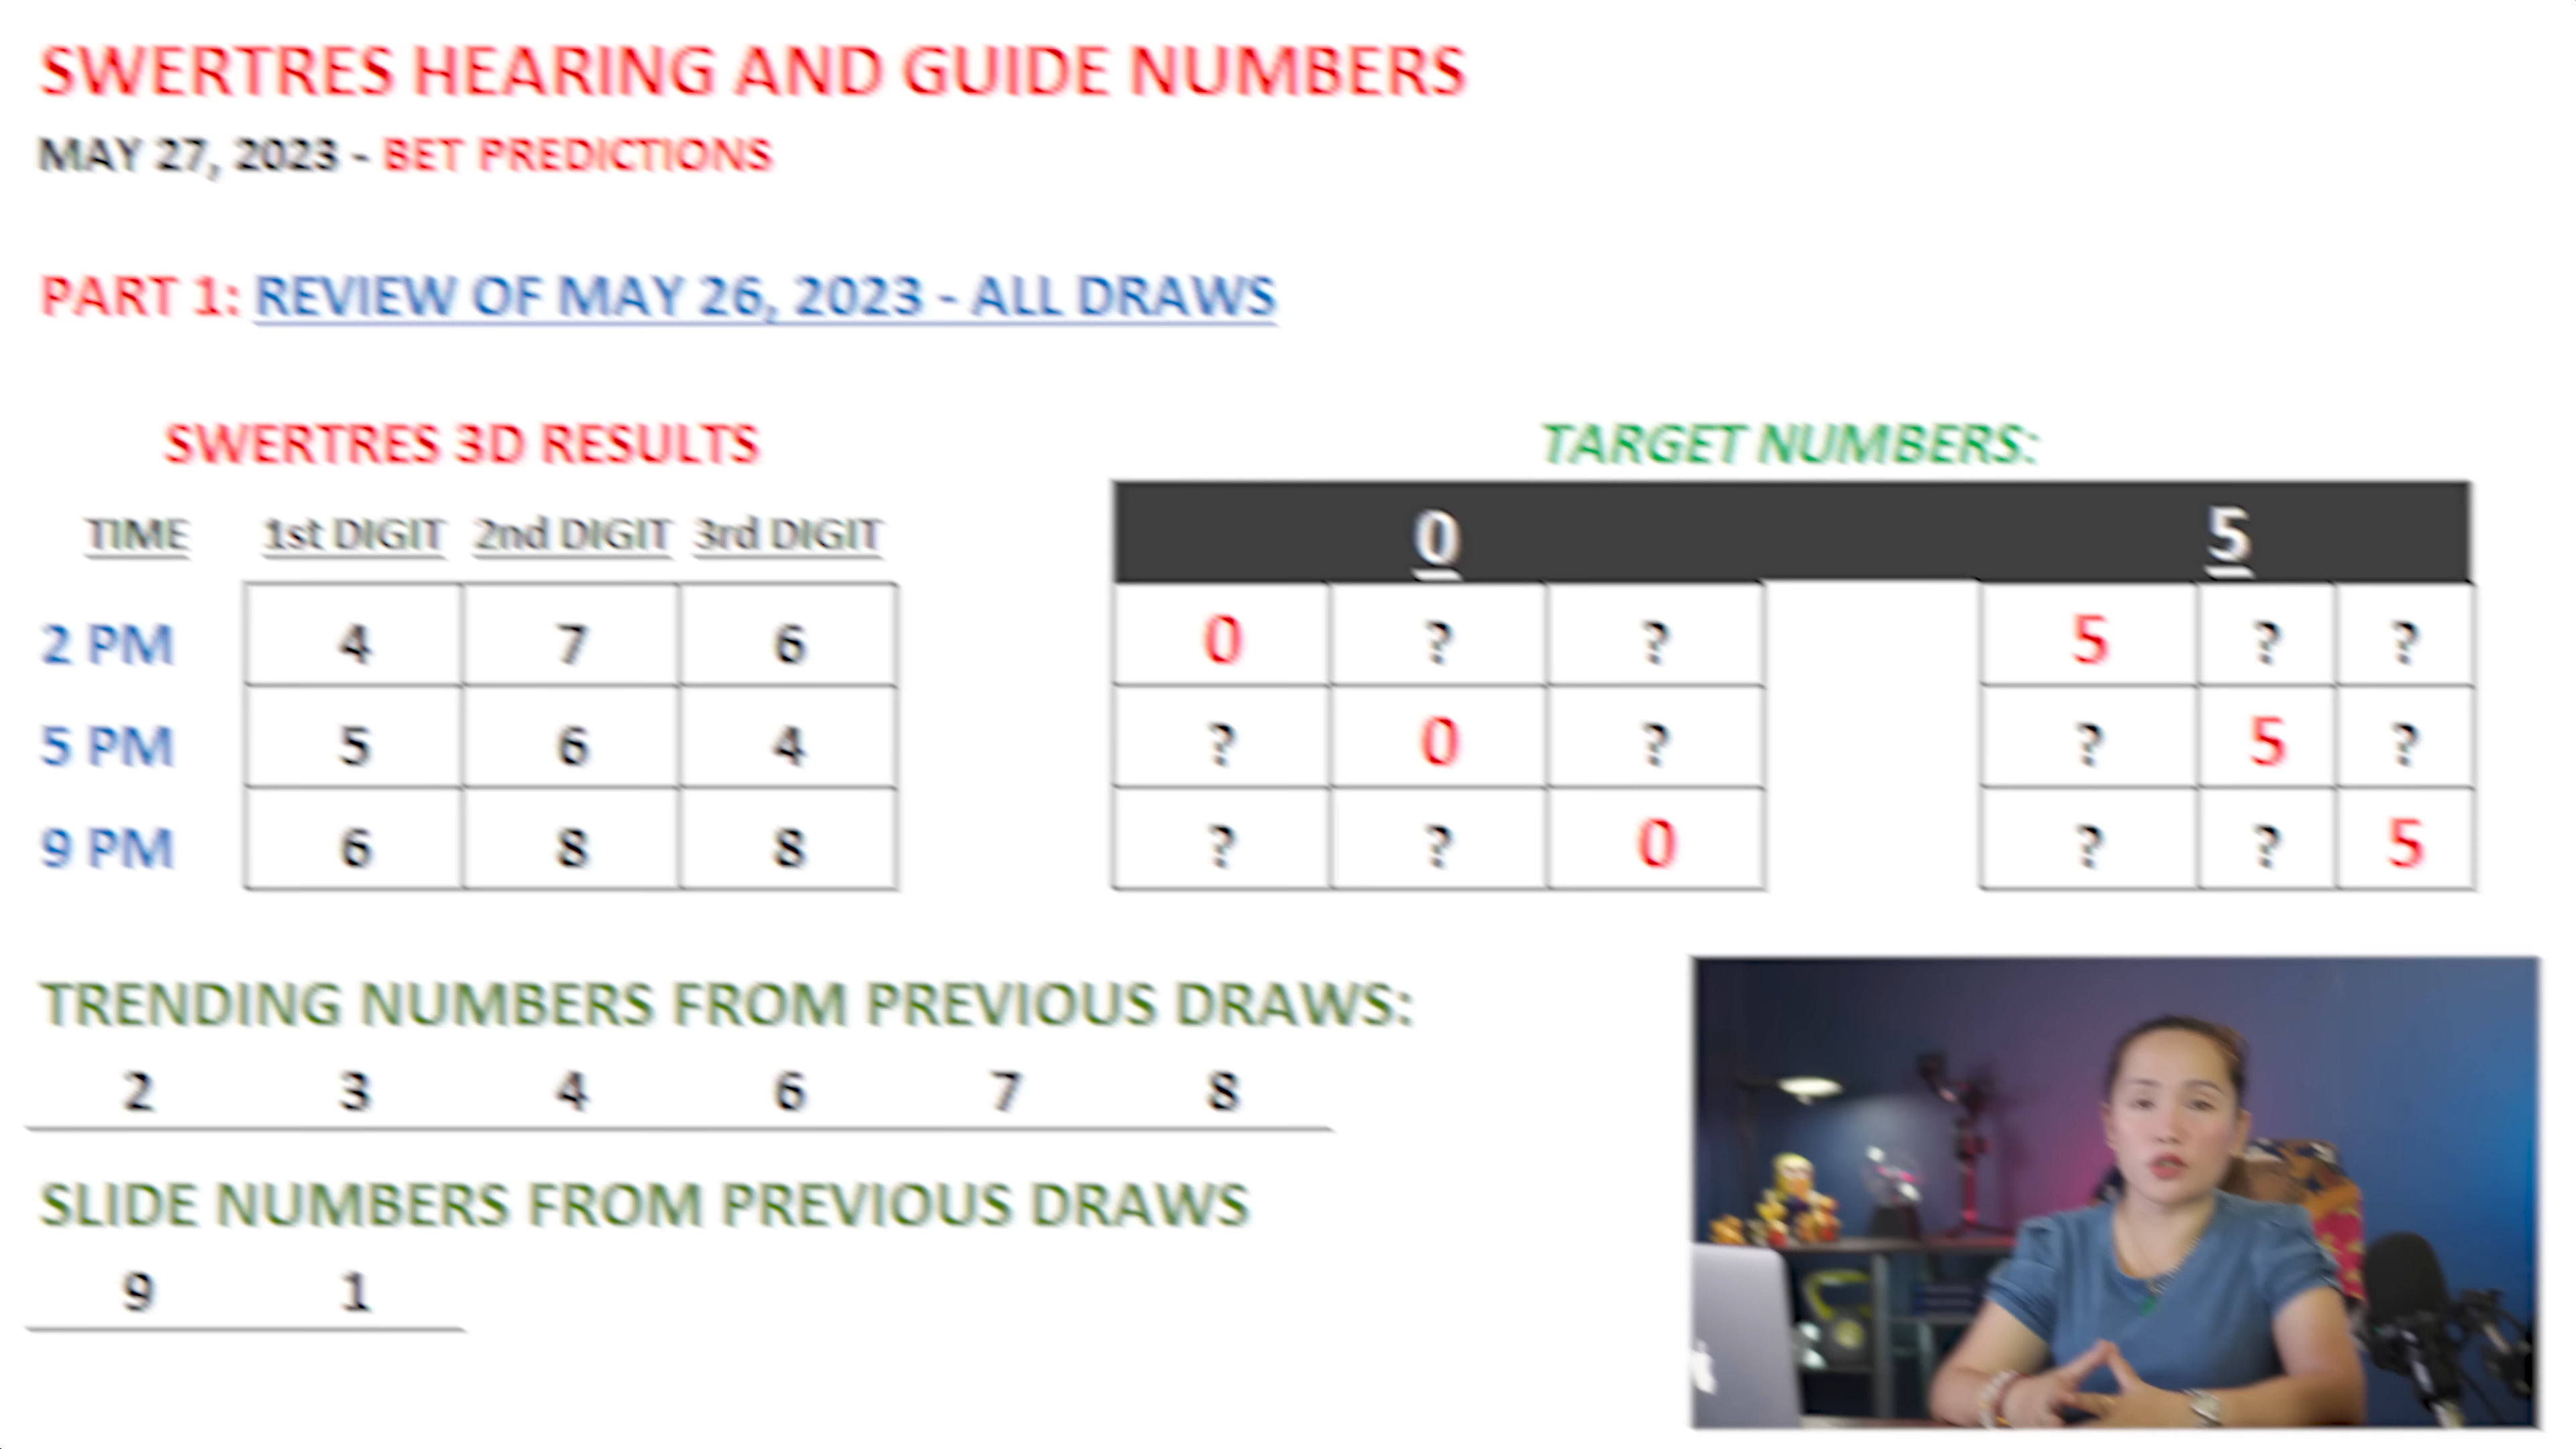 SWERTRES HEARING AND GUIDE NUMBERS
MAY 27, 2023 - BET PREDICTIONS
PART 1: REVIEW OF MAY 26, 2023 - ALL DRAWS
SWERTRES 3D RESULTS
TIME 1st DIGIT 2nd DIGIT 3rd DIGIT
2 PM 4 7 6
5 PM 5 6 4
9 PM 6 8 8
TARGET NUMBERS:
0 5
0 ? ? 5 ? ?
? 0 ? ? 5 ?
? ? 0 ? ? 5
TRENDING NUMBERS FROM PREVIOUS DRAWS:
2 3 4 6 7 8
SLIDE NUMBERS FROM PREVIOUS DRAWS
9 1